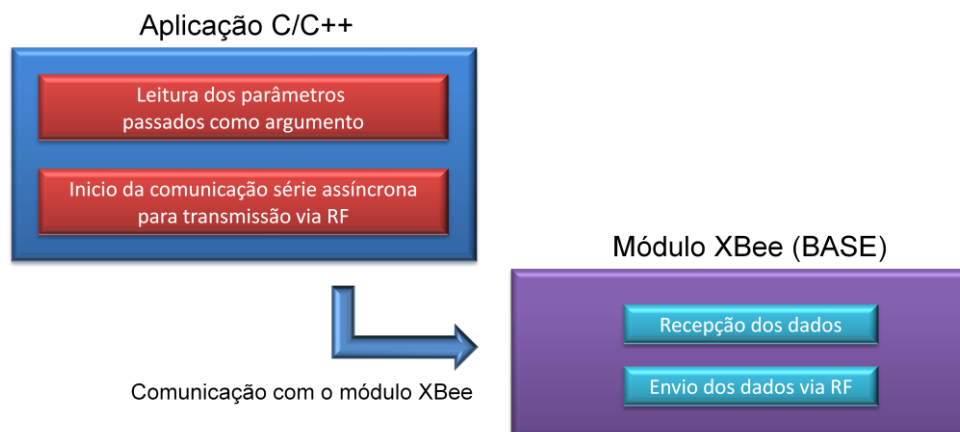 Aplicação C/C++
Leitura dos parâmetros
passados como argumento
Inicio da comunicação série assíncrona
para transmissão via RF
Módulo XBee (BASE)
Recepção dos dados
Envio dos dados via RF
Comunicação com o módulo XBee